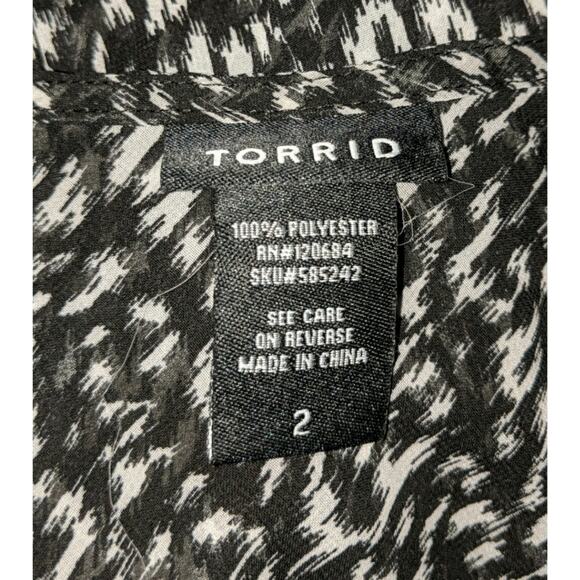 TORRID
100% POLYESTER
RN#120684
SKU#585242
SEE CARE
ON REVERSE
MADE IN CHINA
2